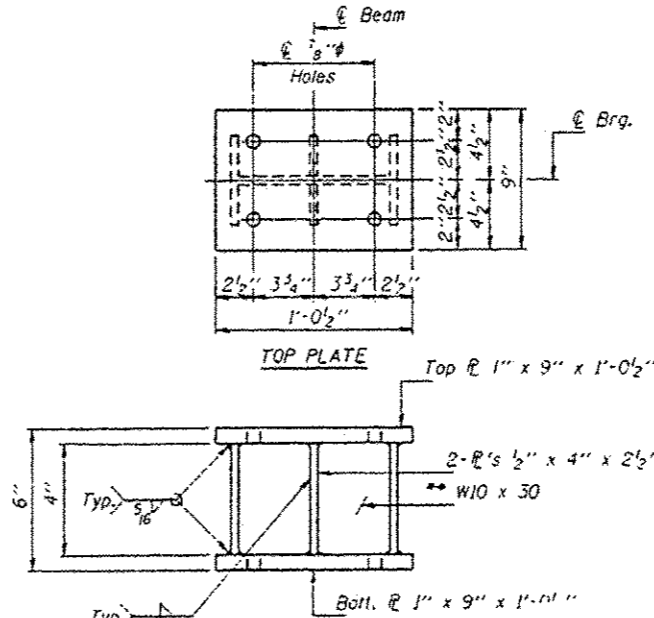 ℄ Beam
℄ ⅞"ϕ
Holes
℄ Brg.
2"
2½"
2½"
2"
4½"
4½"
9"
2½" 3¾" 3¾" 2½"
1'-0½"
TOP PLATE
Top ℄ 1" x 9" x 1'-0½"
6"
4"
Typ.
5/16
2-℄'s ½" x 4" x 2½"
W10 x 30
Typ.
Bott. ℄ 1" x 9" x